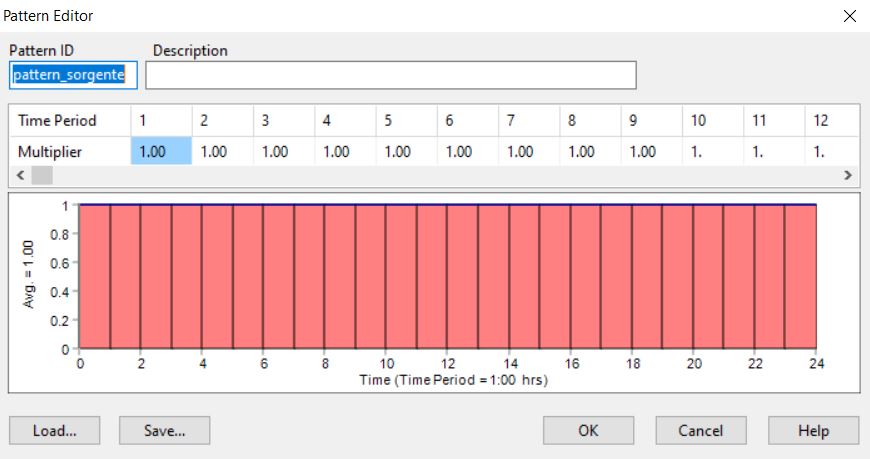 Pattern Editor
Pattern ID Description
pattern_sorgente
Time Period 1 2 3 4 5 6 7 8 9 10 11 12
Multiplier 1.00 1.00 1.00 1.00 1.00 1.00 1.00 1.00 1.00 1. 1. 1.
1
0.8
0.6
0.4
0.2
0
Avg. = 1.00
0 2 4 6 8 10 12 14 16 18 20 22 24
Time (Time Period = 1:00 hrs)
Load... Save... OK Cancel Help